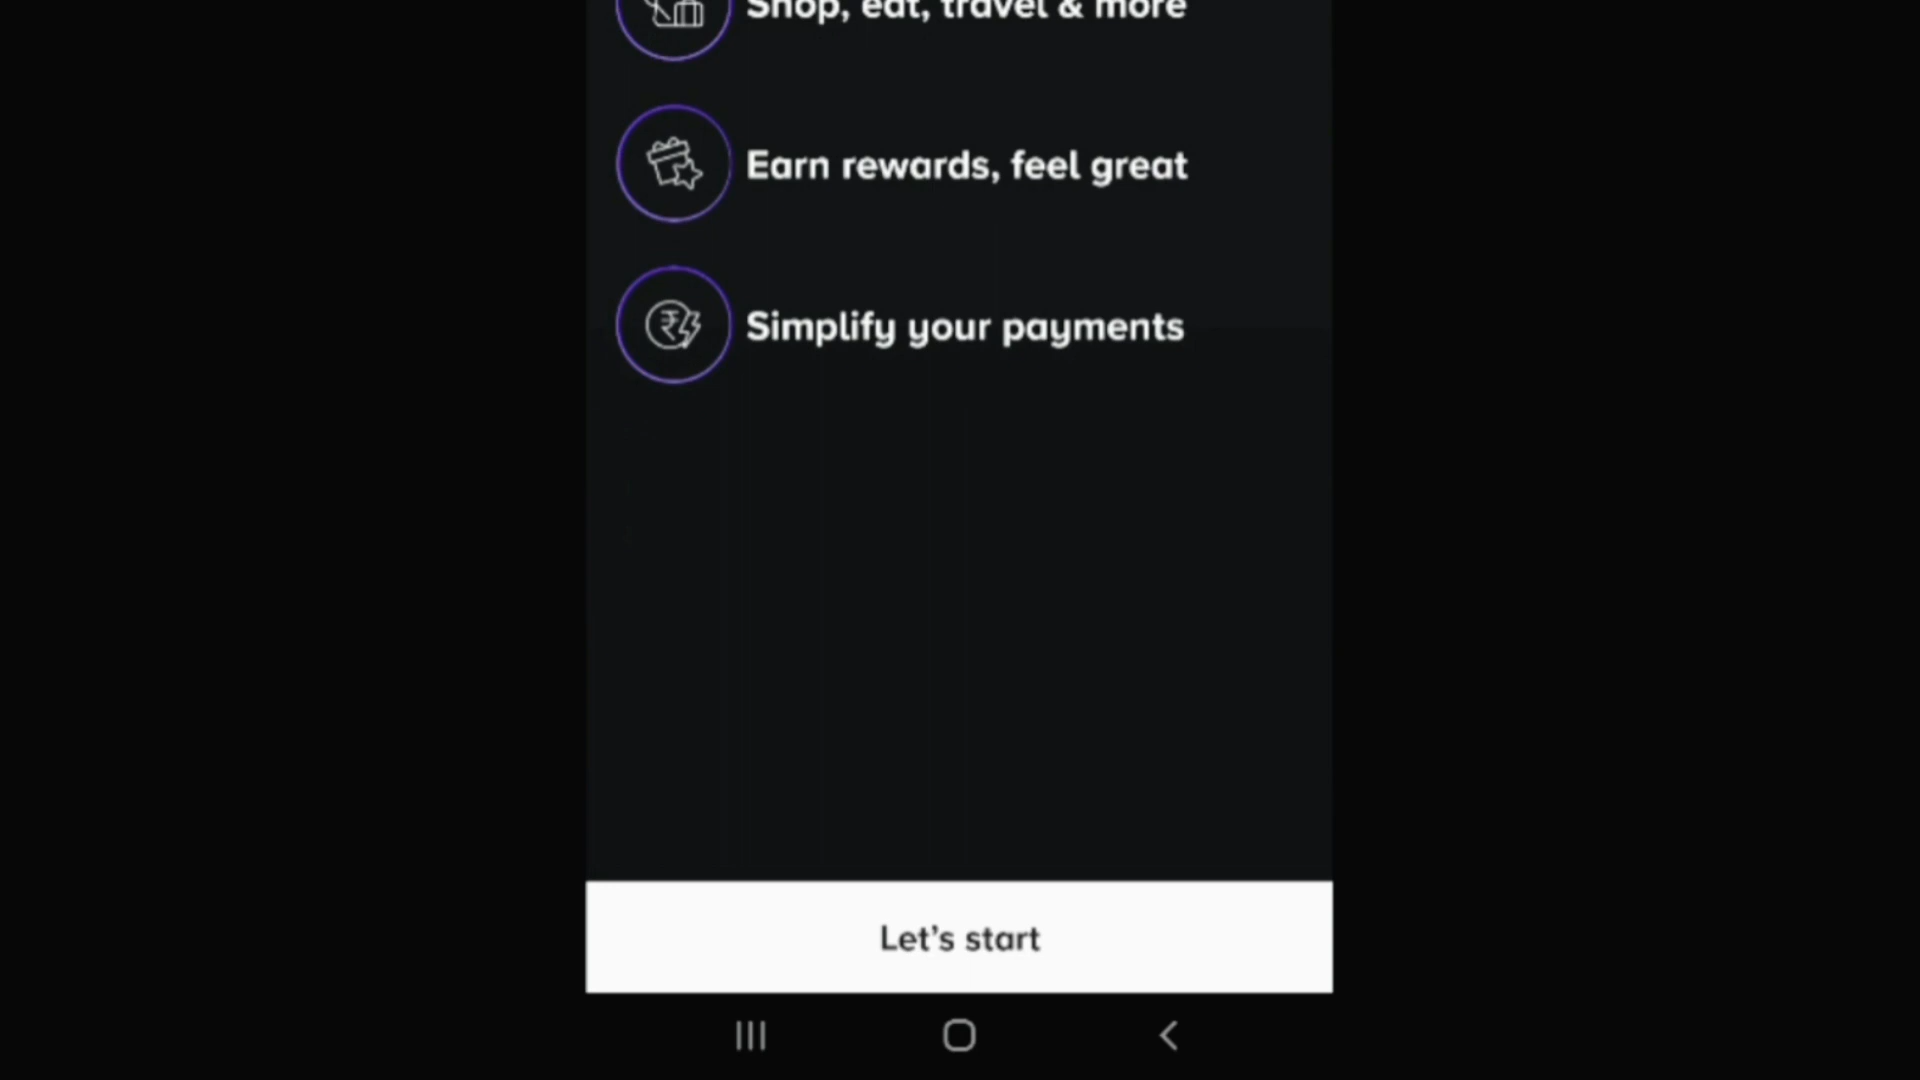 Shop, eat, travel & more
Earn rewards, feel great
Simplify your payments
Let's start